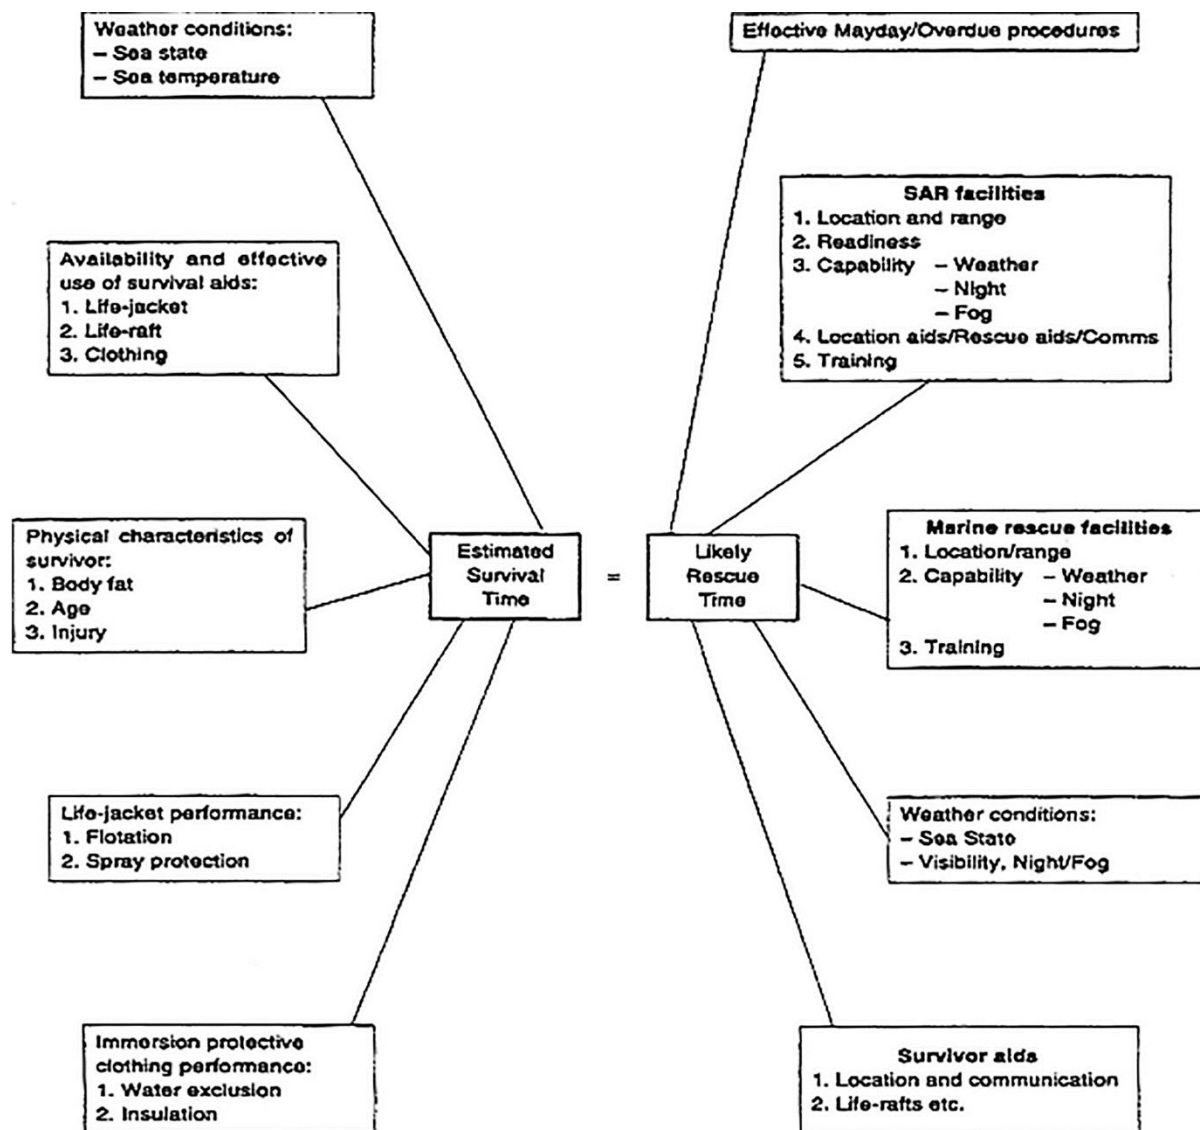 Weather conditions:
– Sea state
– Sea temperature
Effective Mayday/Overdue procedures
SAR facilities
1. Location and range
2. Readiness
3. Capability – Weather
– Night
– Fog
4. Location aids/Rescue aids/Comms
5. Training
Availability and effective
use of survival aids:
1. Life-jacket
2. Life-raft
3. Clothing
Physical characteristics of
survivor:
1. Body fat
2. Age
3. Injury
Estimated
Survival
Time
=
Likely
Rescue
Time
Marine rescue facilities
1. Location/range
2. Capability – Weather
– Night
– Fog
3. Training
Life-jacket performance:
1. Flotation
2. Spray protection
Weather conditions:
– Sea State
– Visibility, Night/Fog
Immersion protective
clothing performance:
1. Water exclusion
2. Insulation
Survivor aids
1. Location and communication
2. Life-rafts etc.